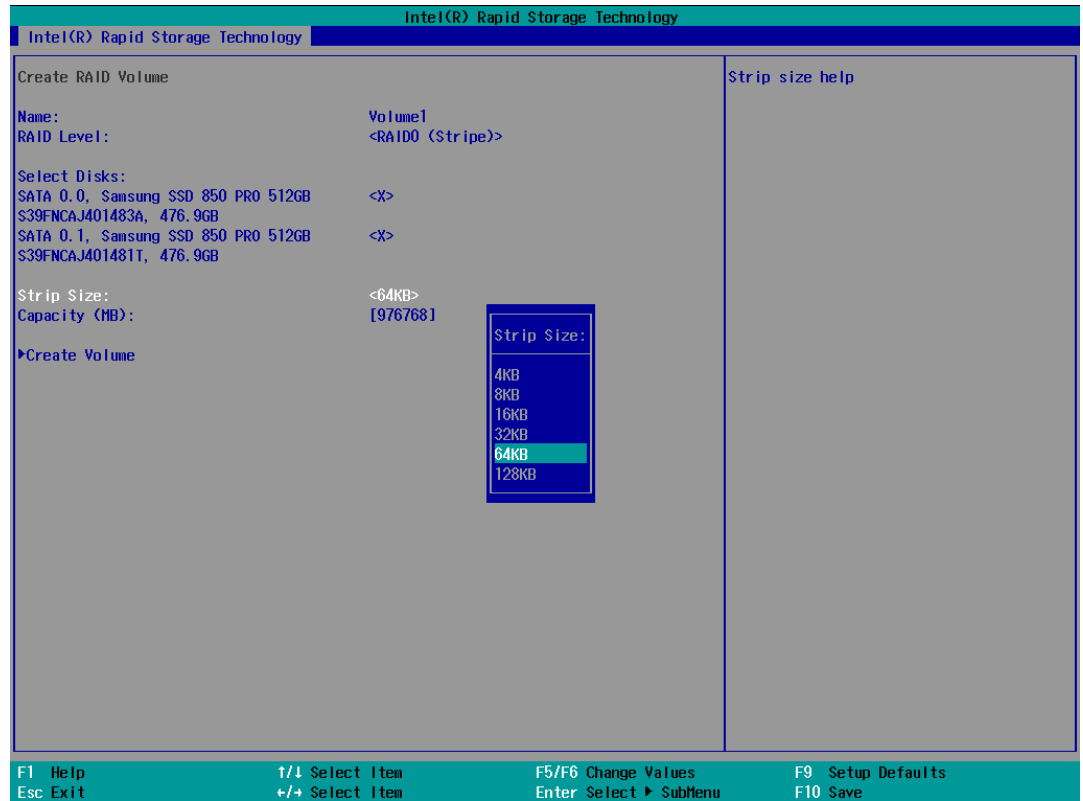 Intel(R) Rapid Storage Technology
Intel(R) Rapid Storage Technology
Create RAID Volume
Strip size help
Name: Volume1
RAID Level: <RAID0 (Stripe)>
Select Disks:
SATA 0.0, Samsung SSD 850 PRO 512GB <X>
S39FNCAJ401483A, 476.9GB
SATA 0.1, Samsung SSD 850 PRO 512GB <X>
S39FNCAJ401481T, 476.9GB
Strip Size: <64KB>
Capacity (MB): [976768]
▶Create Volume
Strip Size:
4KB
8KB
16KB
32KB
64KB
128KB
F1 Help ↑/↓ Select Item F5/F6 Change Values F9 Setup Defaults
Esc Exit ←/→ Select Item Enter Select ▶ SubMenu F10 Save